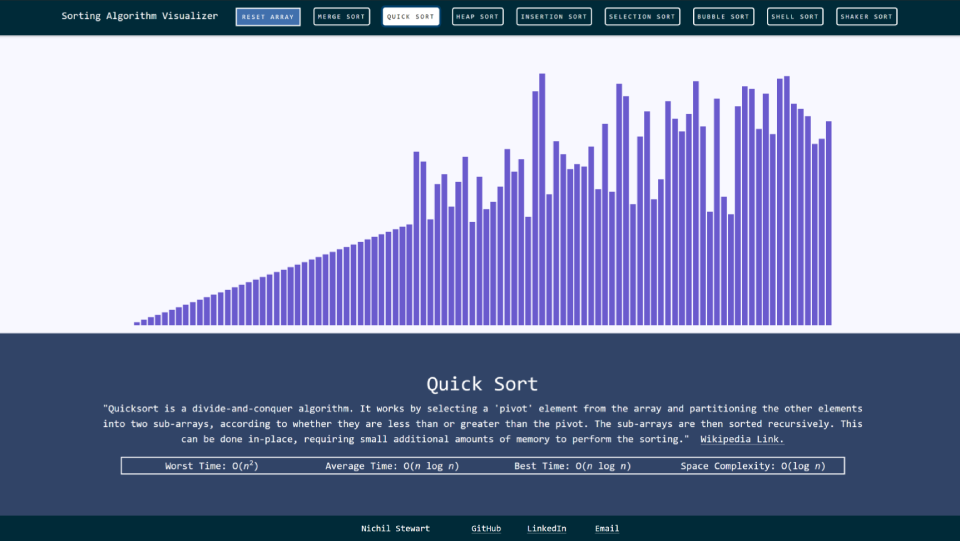 Sorting Algorithm Visualizer RESET ARRAY MERGE SORT QUICK SORT HEAP SORT INSERTION SORT SELECTION SORT BUBBLE SORT SHELL SORT SHAKER SORT
Quick Sort
"Quicksort is a divide-and-conquer algorithm. It works by selecting a 'pivot' element from the array and partitioning the other elements
into two sub-arrays, according to whether they are less than or greater than the pivot. The sub-arrays are then sorted recursively. This
can be done in-place, requiring small additional amounts of memory to perform the sorting." Wikipedia Link.
Worst Time: O(n²) Average Time: O(n log n) Best Time: O(n log n) Space Complexity: O(log n)
Nichil Stewart GitHub LinkedIn Email